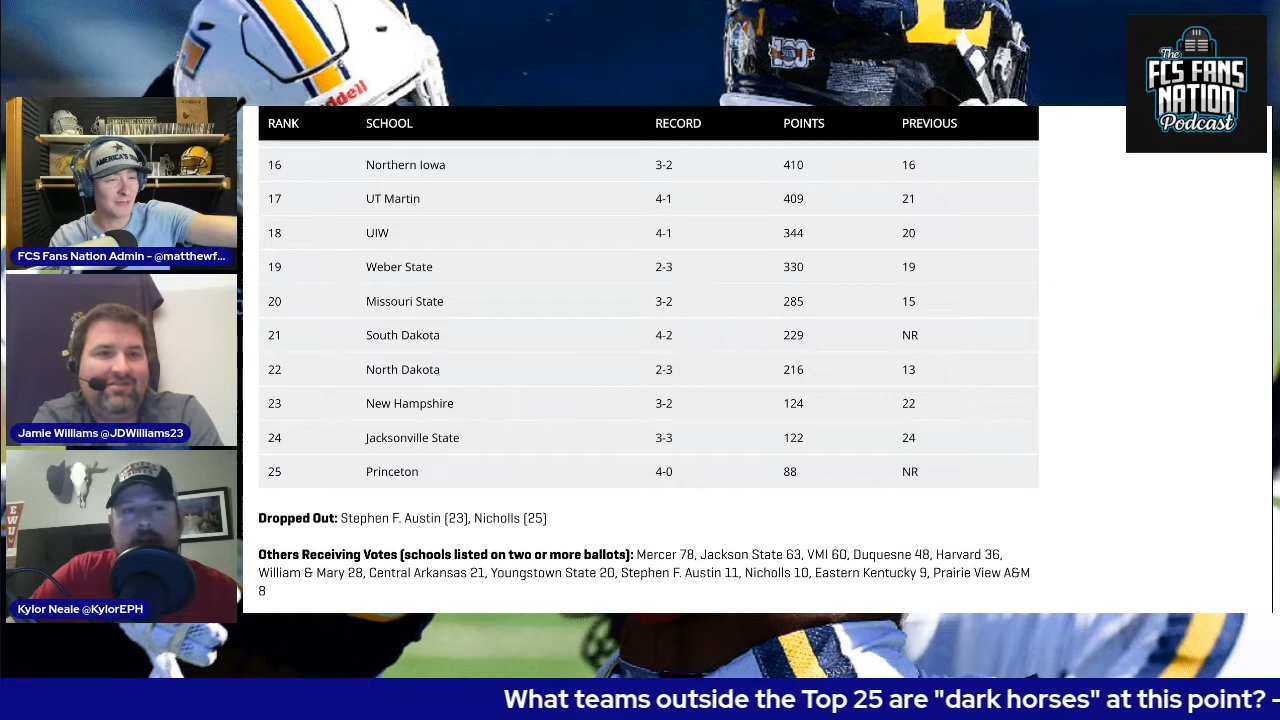 The
FCS FANS
NATION
Podcast
ddell
AMERICA'S
FCS Fans Nation Admin - @matthewf...
Jamie Williams @JDWilliams23
EWU
Kylor Neale @KylorEPH
RANK SCHOOL RECORD POINTS PREVIOUS
16 Northern Iowa 3-2 410 16
17 UT Martin 4-1 409 21
18 UIW 4-1 344 20
19 Weber State 2-3 330 19
20 Missouri State 3-2 285 15
21 South Dakota 4-2 229 NR
22 North Dakota 2-3 216 13
23 New Hampshire 3-2 124 22
24 Jacksonville State 3-3 122 24
25 Princeton 4-0 88 NR
Dropped Out: Stephen F. Austin (23), Nicholls (25)
Others Receiving Votes (schools listed on two or more ballots): Mercer 78, Jackson State 63, VMI 60, Duquesne 48, Harvard 36,
William & Mary 28, Central Arkansas 21, Youngstown State 20, Stephen F. Austin 11, Nicholls 10, Eastern Kentucky 9, Prairie View A&M
8
What teams outside the Top 25 are "dark horses" at this point? -